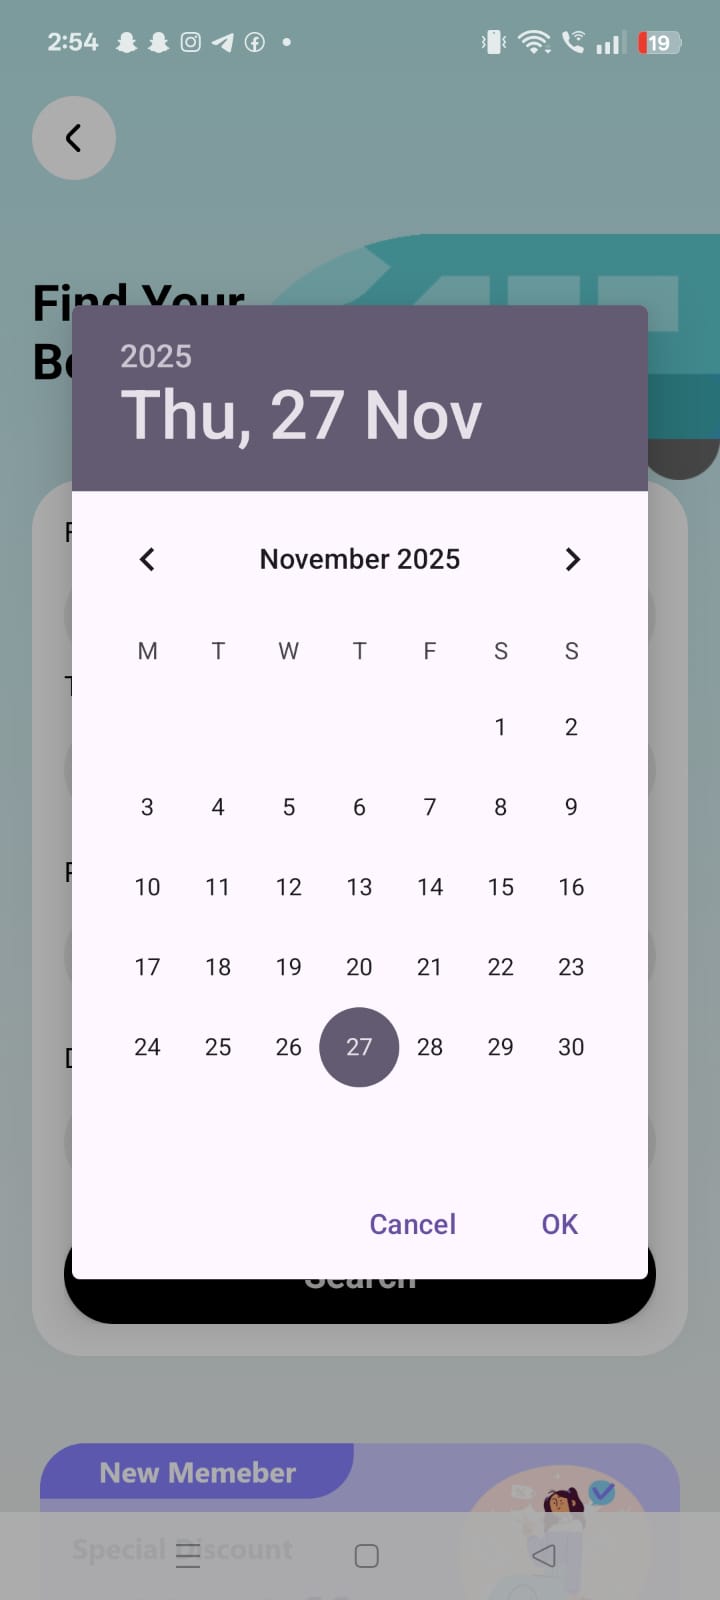 2:54
19
Find Your
2025
Thu, 27 Nov
November 2025
M T W T F S S
1 2
3 4 5 6 7 8 9
10 11 12 13 14 15 16
17 18 19 20 21 22 23
24 25 26 27 28 29 30
Cancel OK
Search
New Memeber
Special Discount